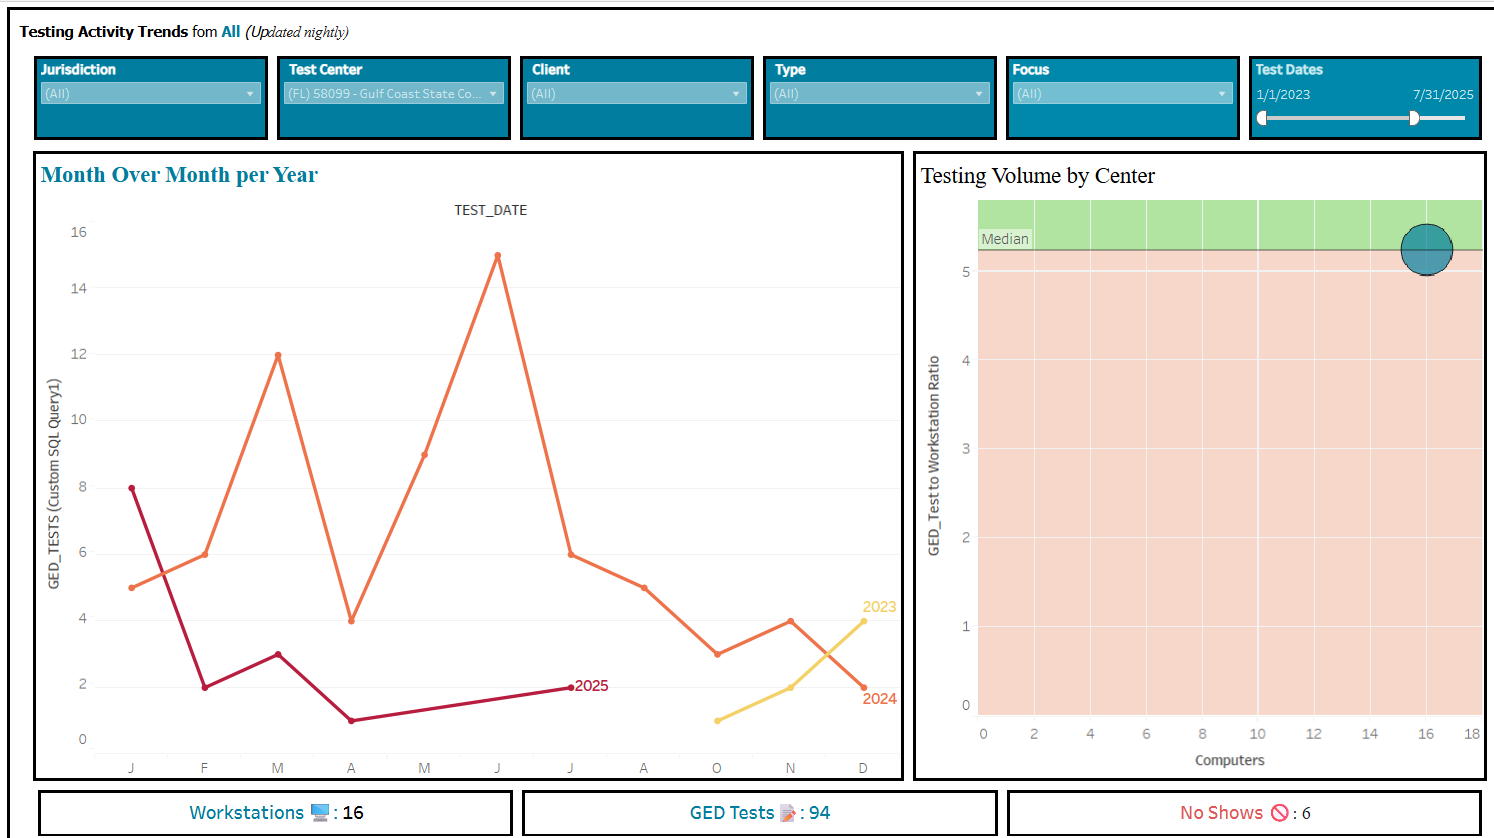 Testing Activity Trends fom All (Updated nightly)
Jurisdiction
(All)
Test Center
(FL) 58099 - Gulf Coast State Co...
Client
(All)
Type
(All)
Focus
(All)
Test Dates
1/1/2023
7/31/2025
Month Over Month per Year
TEST_DATE
GED_TESTS (Custom SQL Query1)
16
14
12
10
8
6
4
2
0
2023
2025
2024
J F M A M J J A O N D
Testing Volume by Center
Median
GED_Test to Workstation Ratio
5
4
3
2
1
0
0 2 4 6 8 10 12 14 16 18
Computers
Workstations : 16
GED Tests : 94
No Shows : 6